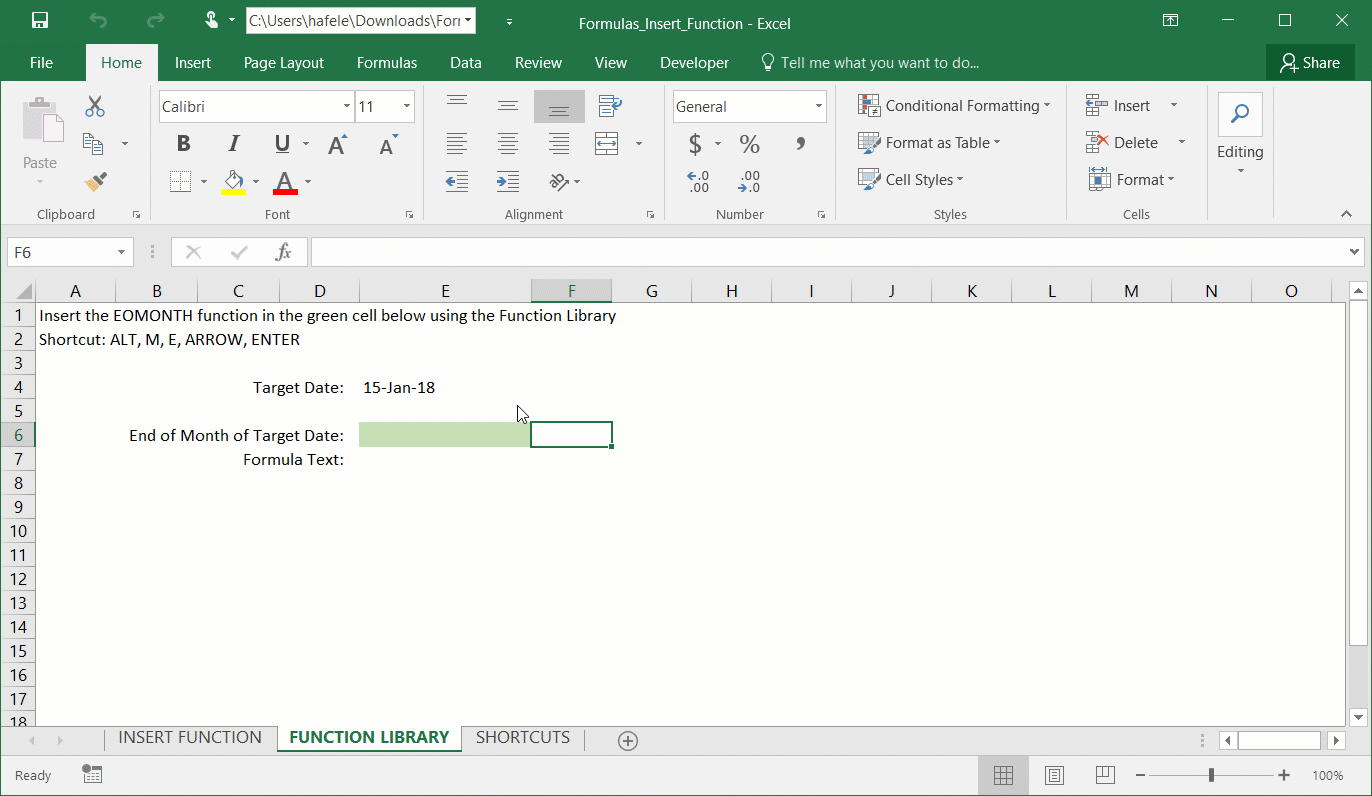 C:\Users\hafele\Downloads\For
Formulas_Insert_Function - Excel
File Home Insert Page Layout Formulas Data Review View Developer Tell me what you want to do... Share
Calibri 11 General Conditional Formatting Insert
Paste B I U A A $ % , Format as Table Delete Editing
A ←.0 .00 .00 →.0 Cell Styles Format
Clipboard Font Alignment Number Styles Cells
F6 fx
A B C D E F G H I J K L M N O
1 Insert the EOMONTH function in the green cell below using the Function Library
2 Shortcut: ALT, M, E, ARROW, ENTER
3
4 Target Date: 15-Jan-18
5
6 End of Month of Target Date:
7 Formula Text:
8
9
10
11
12
13
14
15
16
17
18
INSERT FUNCTION FUNCTION LIBRARY SHORTCUTS
Ready 100%